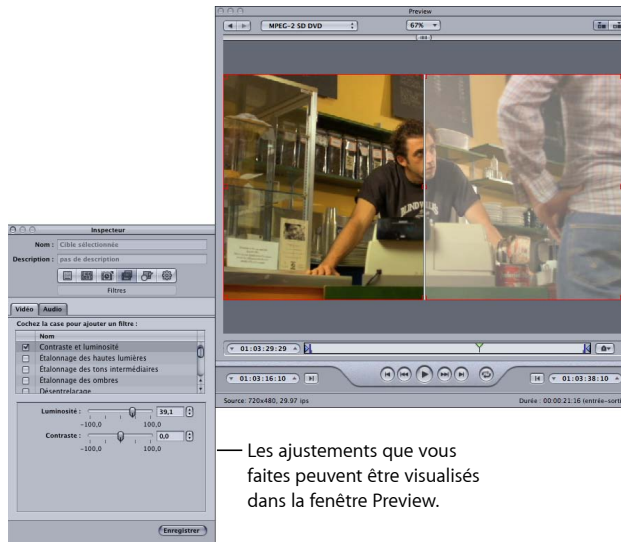 Preview
MPEG-2 SD DVD
67%
Inspecteur
Nom : Cible sélectionnée
Description : pas de description
Filtres
Vidéo Audio
Cochez la case pour ajouter un filtre :
Nom
Contraste et luminosité
Étalonnage des hautes lumières
Étalonnage des tons intermédiaires
Étalonnage des ombres
Désentrelaçage
Luminosité : 39,1
-100,0 100,0
Contraste : 0,0
-100,0 100,0
Enregistrer
01:03:29:29
01:03:16:10
01:03:38:10
Source: 720x480, 29.97 ips
Durée : 00:00:21:16 (entrée-sorti
Les ajustements que vous
faites peuvent être visualisés
dans la fenêtre Preview.